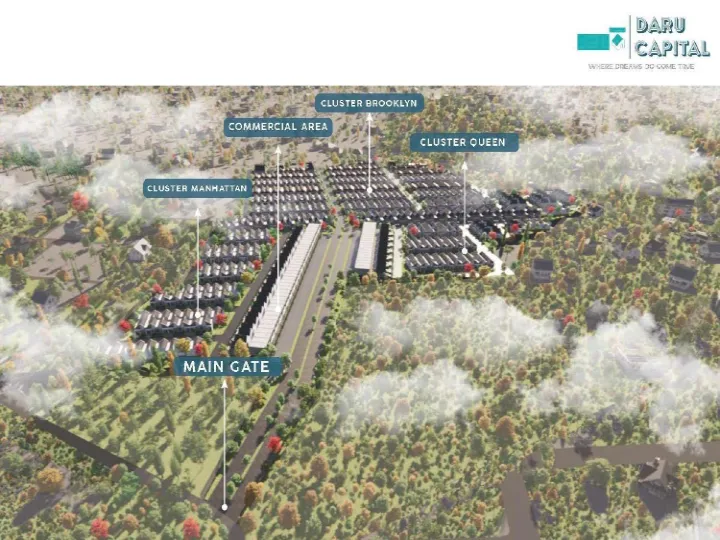 DARU
CAPITAL
WHERE DREAMS DO COME TRUE
CLUSTER BROOKLYN
COMMERCIAL AREA
CLUSTER QUEEN
CLUSTER MANHATTAN
MAIN GATE